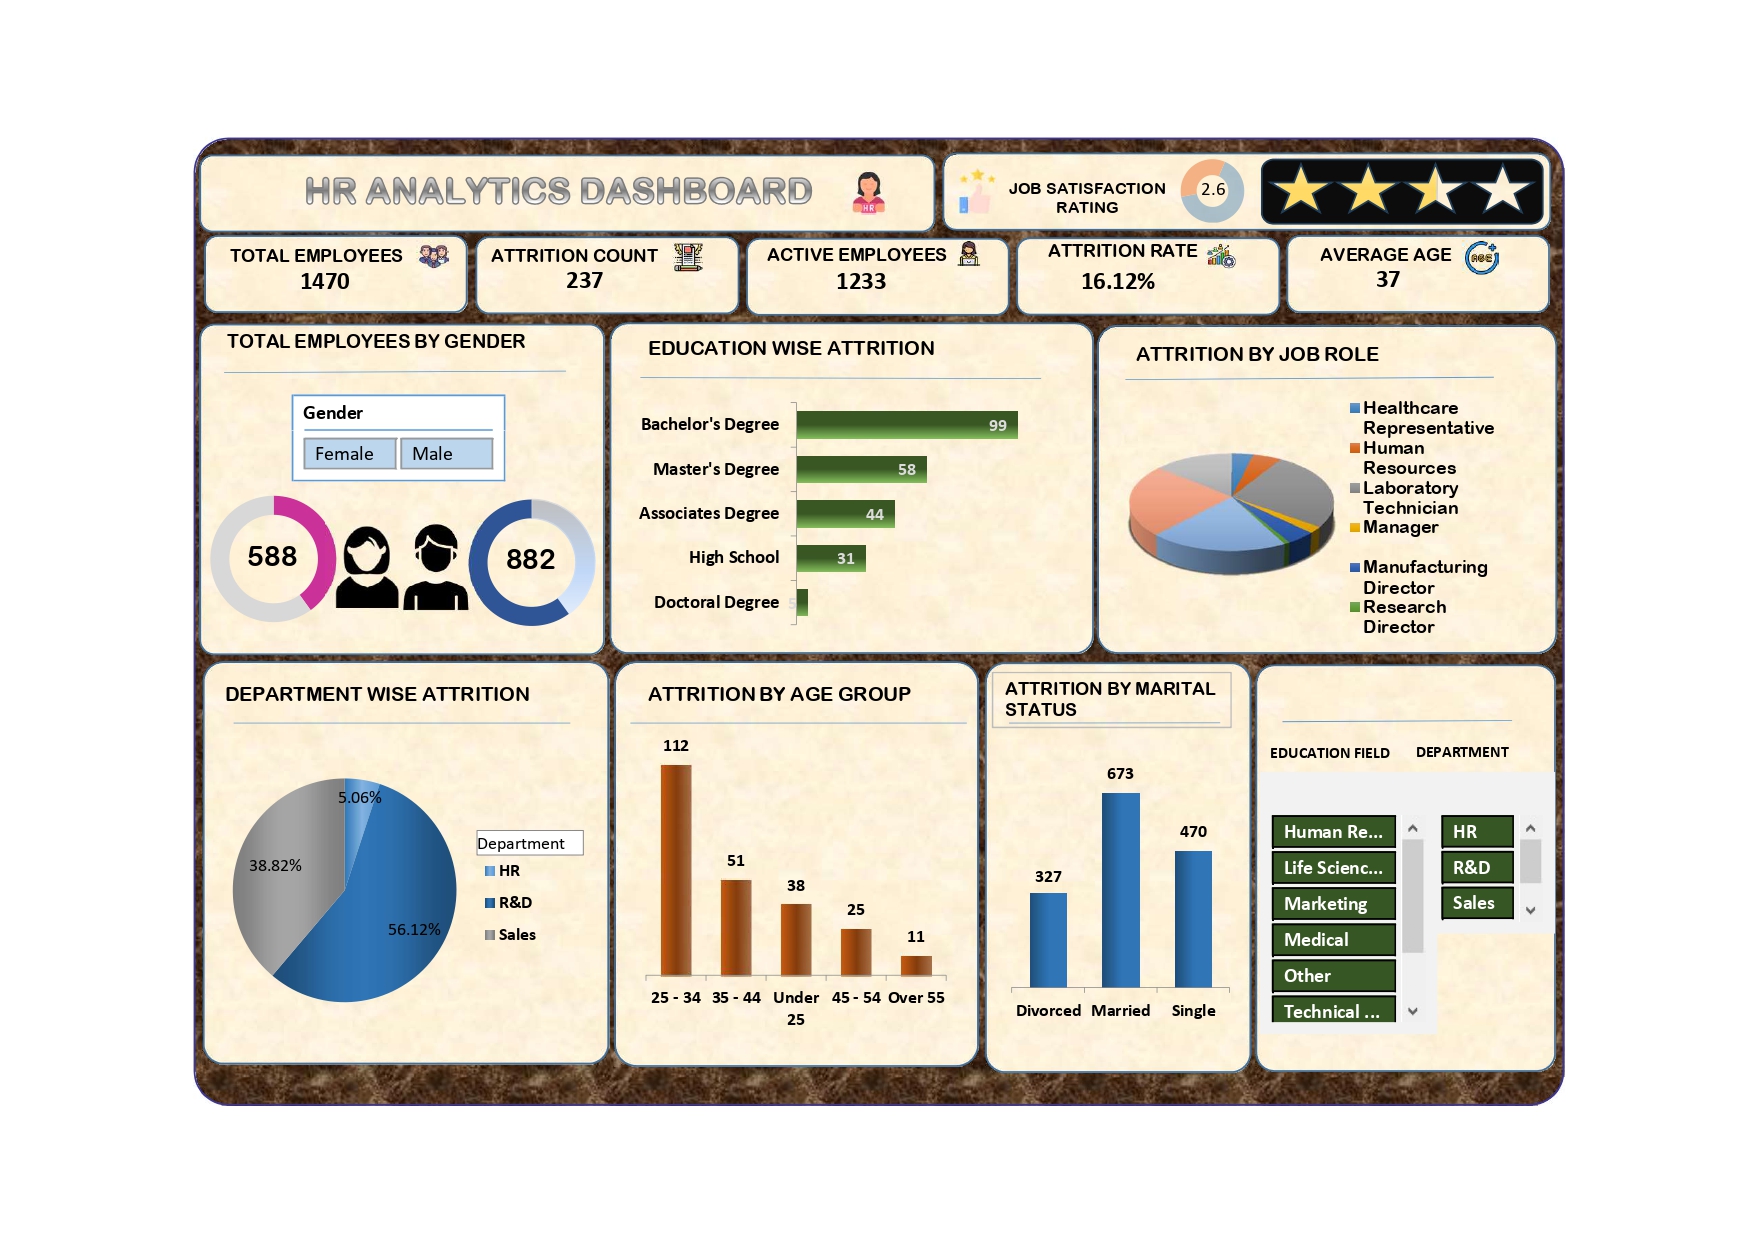 HR ANALYTICS DASHBOARD
HR
JOB SATISFACTION
RATING
2.6
TOTAL EMPLOYEES
1470
ATTRITION COUNT
237
ACTIVE EMPLOYEES
1233
ATTRITION RATE
16.12%
AVERAGE AGE
37
AGE
TOTAL EMPLOYEES BY GENDER
Gender
Female
Male
588
882
EDUCATION WISE ATTRITION
Bachelor's Degree
99
Master's Degree
58
Associates Degree
44
High School
31
Doctoral Degree
5
ATTRITION BY JOB ROLE
Healthcare
Representative
Human
Resources
Laboratory
Technician
Manager
Manufacturing
Director
Research
Director
DEPARTMENT WISE ATTRITION
5.06%
38.82%
56.12%
Department
HR
R&D
Sales
ATTRITION BY AGE GROUP
112
51
38
25
11
25 - 34
35 - 44
Under
25
45 - 54
Over 55
ATTRITION BY MARITAL
STATUS
327
673
470
Divorced
Married
Single
EDUCATION FIELD
Human Re...
Life Scienc...
Marketing
Medical
Other
Technical ...
DEPARTMENT
HR
R&D
Sales